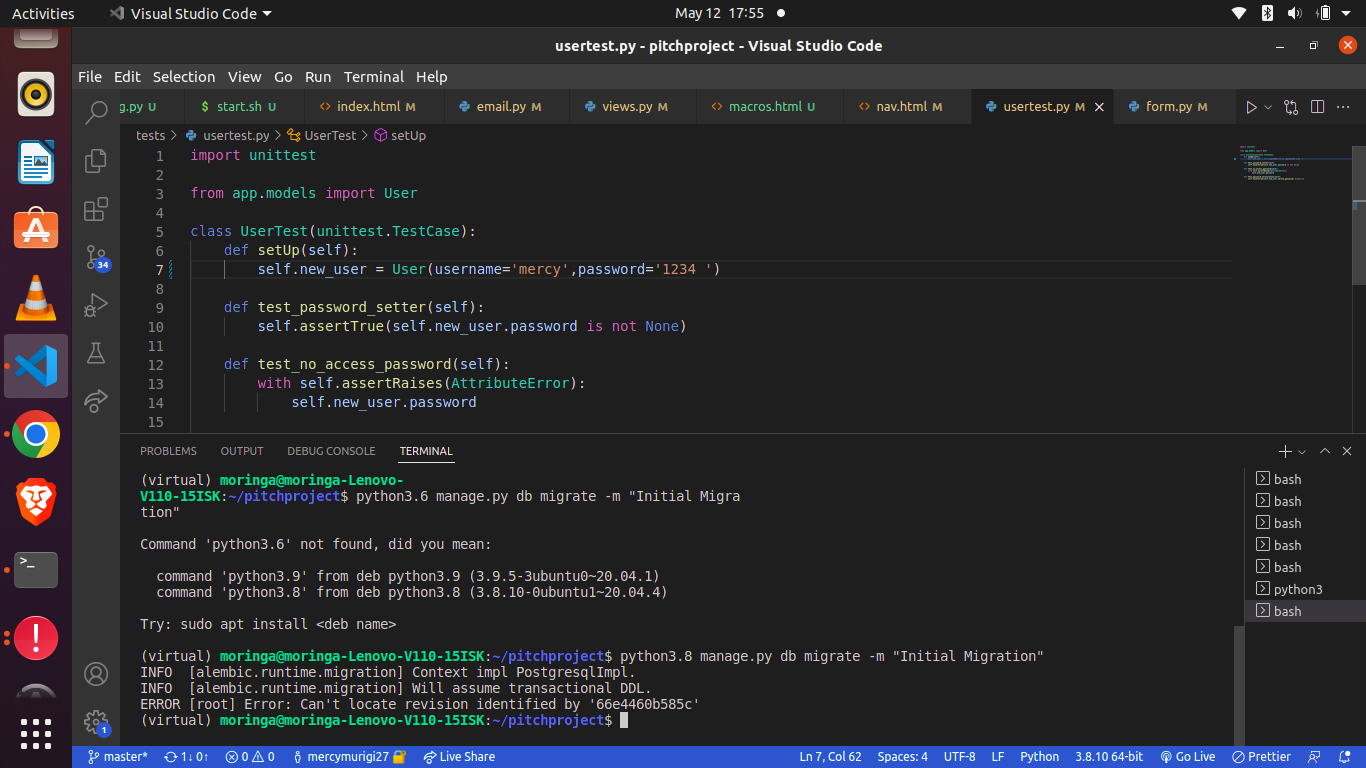 Activities Visual Studio Code May 12 17:55
usertest.py - pitchproject - Visual Studio Code
File Edit Selection View Go Run Terminal Help
g.py U $ start.sh U <> index.html M email.py M views.py M <> macros.html U <> nav.html M usertest.py M form.py M
tests > usertest.py > UserTest > setUp
1 import unittest
2
3 from app.models import User
4
5 class UserTest(unittest.TestCase):
6 def setUp(self):
7 self.new_user = User(username='mercy',password='1234 ')
8
9 def test_password_setter(self):
10 self.assertTrue(self.new_user.password is not None)
11
12 def test_no_access_password(self):
13 with self.assertRaises(AttributeError):
14 self.new_user.password
15
34
PROBLEMS OUTPUT DEBUG CONSOLE TERMINAL
(virtual) moringa@moringa-Lenovo-
V110-15ISK:~/pitchproject$ python3.6 manage.py db migrate -m "Initial Migra
tion"
Command 'python3.6' not found, did you mean:
command 'python3.9' from deb python3.9 (3.9.5-3ubuntu0~20.04.1)
command 'python3.8' from deb python3.8 (3.8.10-0ubuntu1~20.04.4)
Try: sudo apt install <deb name>
(virtual) moringa@moringa-Lenovo-V110-15ISK:~/pitchproject$ python3.8 manage.py db migrate -m "Initial Migration"
INFO [alembic.runtime.migration] Context impl PostgresqlImpl.
INFO [alembic.runtime.migration] Will assume transactional DDL.
ERROR [root] Error: Can't locate revision identified by '66e4460b585c'
(virtual) moringa@moringa-Lenovo-V110-15ISK:~/pitchproject$
bash
bash
bash
bash
bash
python3
bash
1
master* 1↓ 0↑ 0 0 mercymurigi27 Live Share Ln 7, Col 62 Spaces: 4 UTF-8 LF Python 3.8.10 64-bit Go Live Prettier